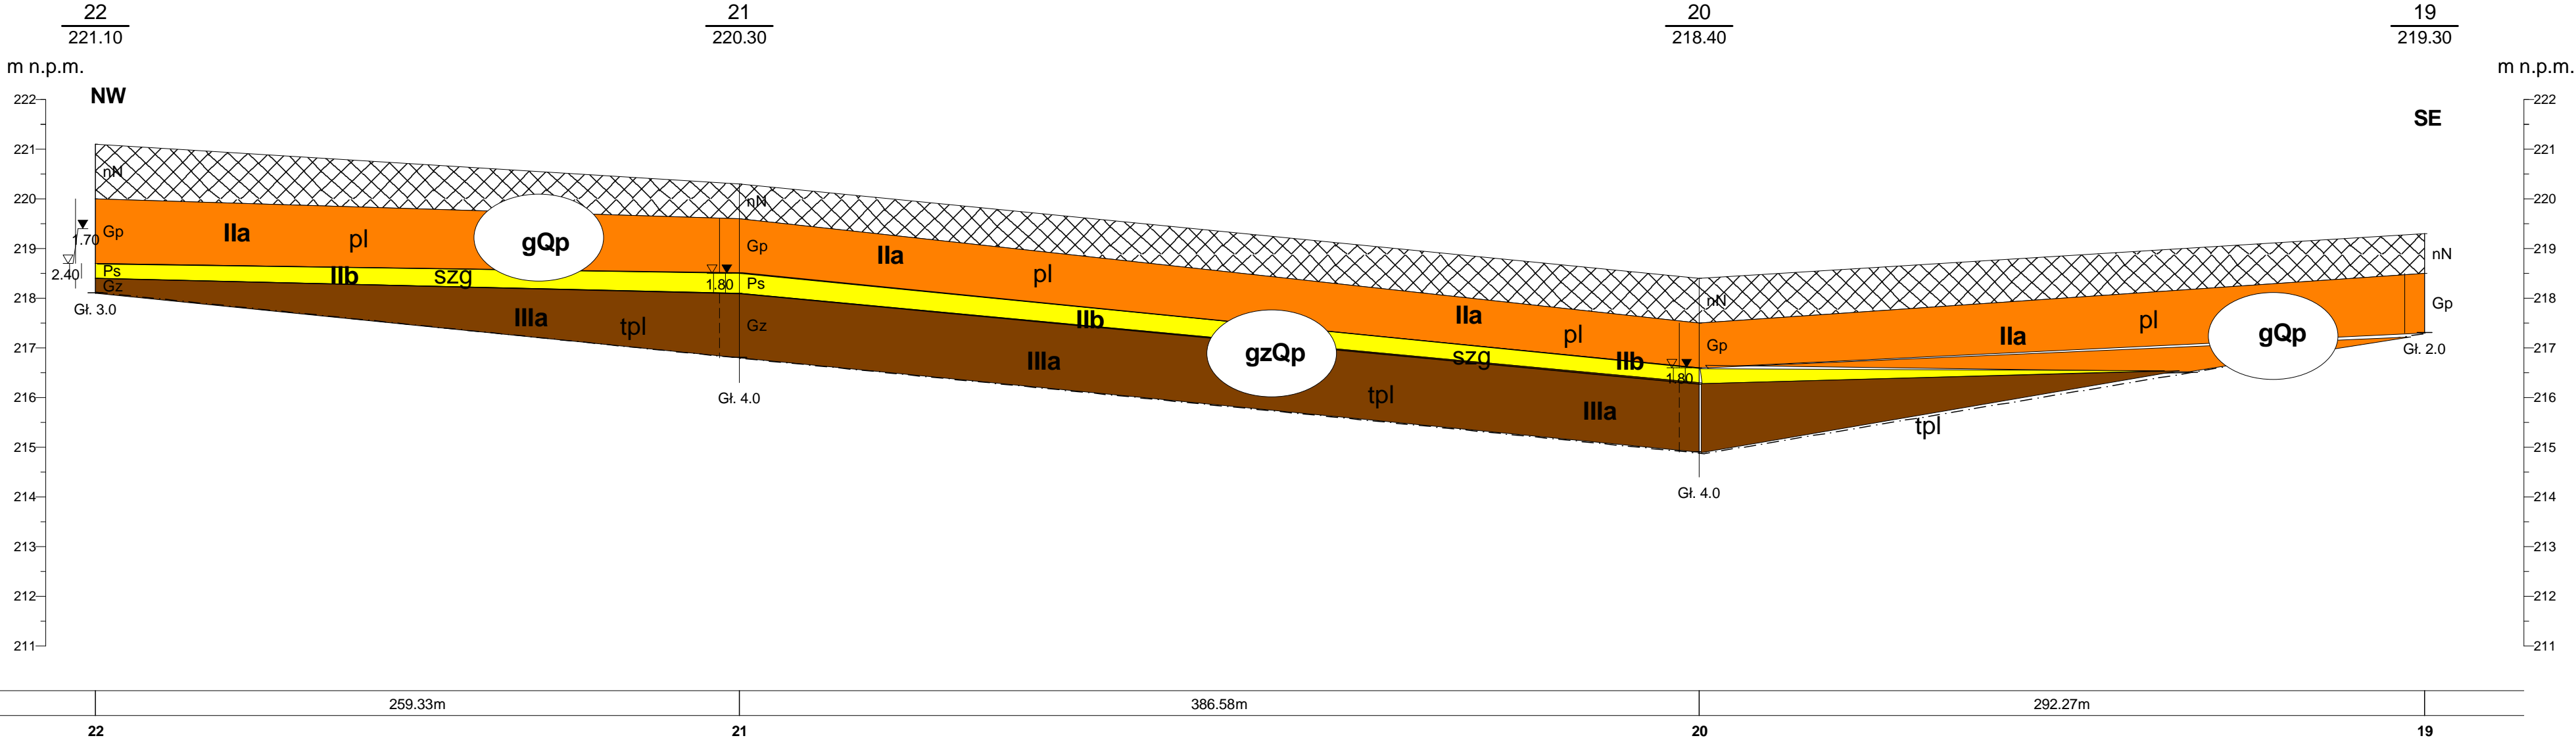 22 21 20 19
221.10 220.30 218.40 219.30
m n.p.m. m n.p.m.
NW SE
222 222
221 221
220 220
219 219
218 218
217 217
216 216
215 215
214 214
213 213
212 212
211 211
nN nN nN nN
1.70 Gp IIa pl gQp Gp IIa pl
2.40 Ps IIb szg 1.80 Ps
Gz IIIa tpl Gz
Gł. 3.0
IIb gzQp IIa pl Gp IIa pl gQp Gp
IIIa szg IIb 1.80
tpl IIIa tpl
Gł. 2.0
Gł. 4.0
Gł. 4.0
259.33m 386.58m 292.27m
22 21 20 19